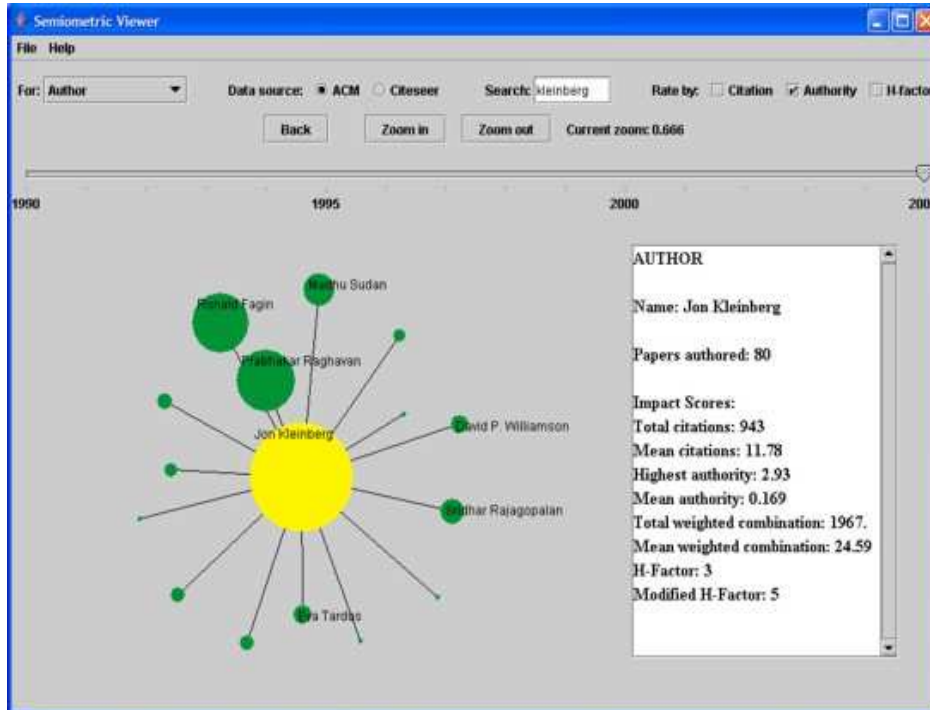 Semiometric Viewer
File Help
For: Author Data source: ACM Citeseer Search: kleinberg Rate by: Citation Authority H-facto
Back Zoom in Zoom out Current zoom: 0.666
1990 1995 2000 200
Madhu Sudan
Ronald Fagin
Prabhakar Raghavan
David P. Williamson
Jon Kleinberg
Sridhar Rajagopalan
Eva Tardos
AUTHOR
Name: Jon Kleinberg
Papers authored: 80
Impact Scores:
Total citations: 943
Mean citations: 11.78
Highest authority: 2.93
Mean authority: 0.169
Total weighted combination: 1967.
Mean weighted combination: 24.59
H-Factor: 3
Modified H-Factor: 5